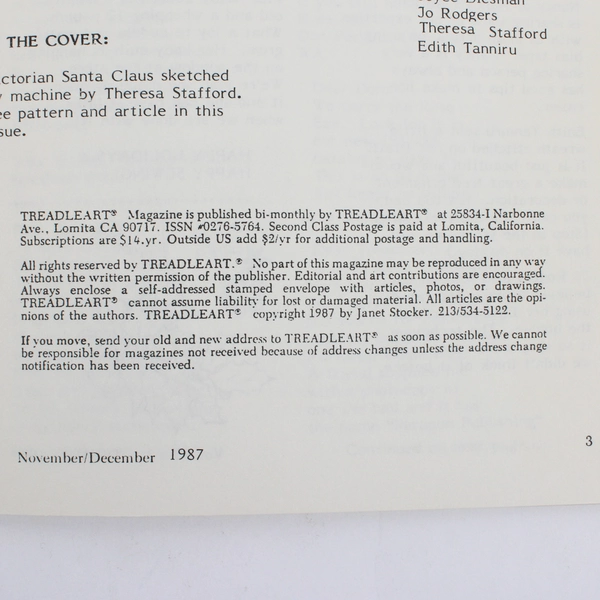 Jo Rodgers
Theresa Stafford
Edith Tanniru
THE COVER:
ctorian Santa Claus sketched
machine by Theresa Stafford.
ee pattern and article in this
sue.
TREADLEART® Magazine is published bi-monthly by TREADLEART® at 25834-I Narbonne
Ave., Lomita CA 90717. ISSN #0276-5764. Second Class Postage is paid at Lomita, California.
Subscriptions are $14.yr. Outside US add $2/yr for additional postage and handling.
All rights reserved by TREADLEART.® No part of this magazine may be reproduced in any way
without the written permission of the publisher. Editorial and art contributions are encouraged.
Always enclose a self-addressed stamped envelope with articles, photos, or drawings.
TREADLEART® cannot assume liability for lost or damaged material. All articles are the opi-
nions of the authors. TREADLEART® copyright 1987 by Janet Stocker. 213/534-5122.
If you move, send your old and new address to TREADLEART® as soon as possible. We cannot
be responsible for magazines not received because of address changes unless the address change
notification has been received.
November/December 1987
3